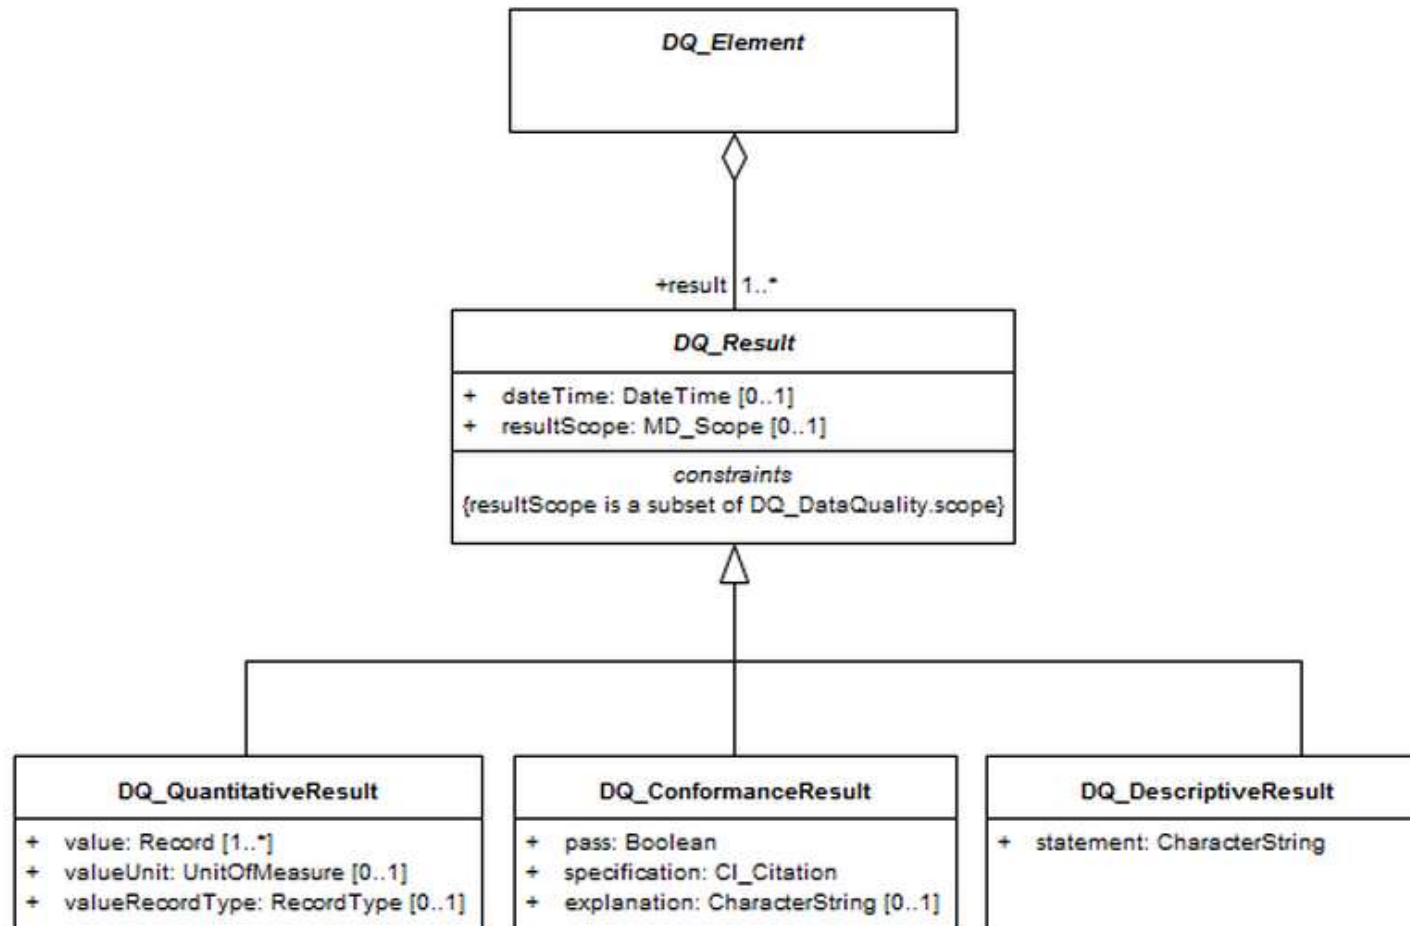 DQ_Element
+result 1..*
DQ_Result
+ dateTime: DateTime [0..1]
+ resultScope: MD_Scope [0..1]
constraints
{resultScope is a subset of DQ_DataQuality.scope}
DQ_QuantitativeResult
+ value: Record [1..*]
+ valueUnit: UnitOfMeasure [0..1]
+ valueRecordType: RecordType [0..1]
DQ_ConformanceResult
+ pass: Boolean
+ specification: CI_Citation
+ explanation: CharacterString [0..1]
DQ_DescriptiveResult
+ statement: CharacterString